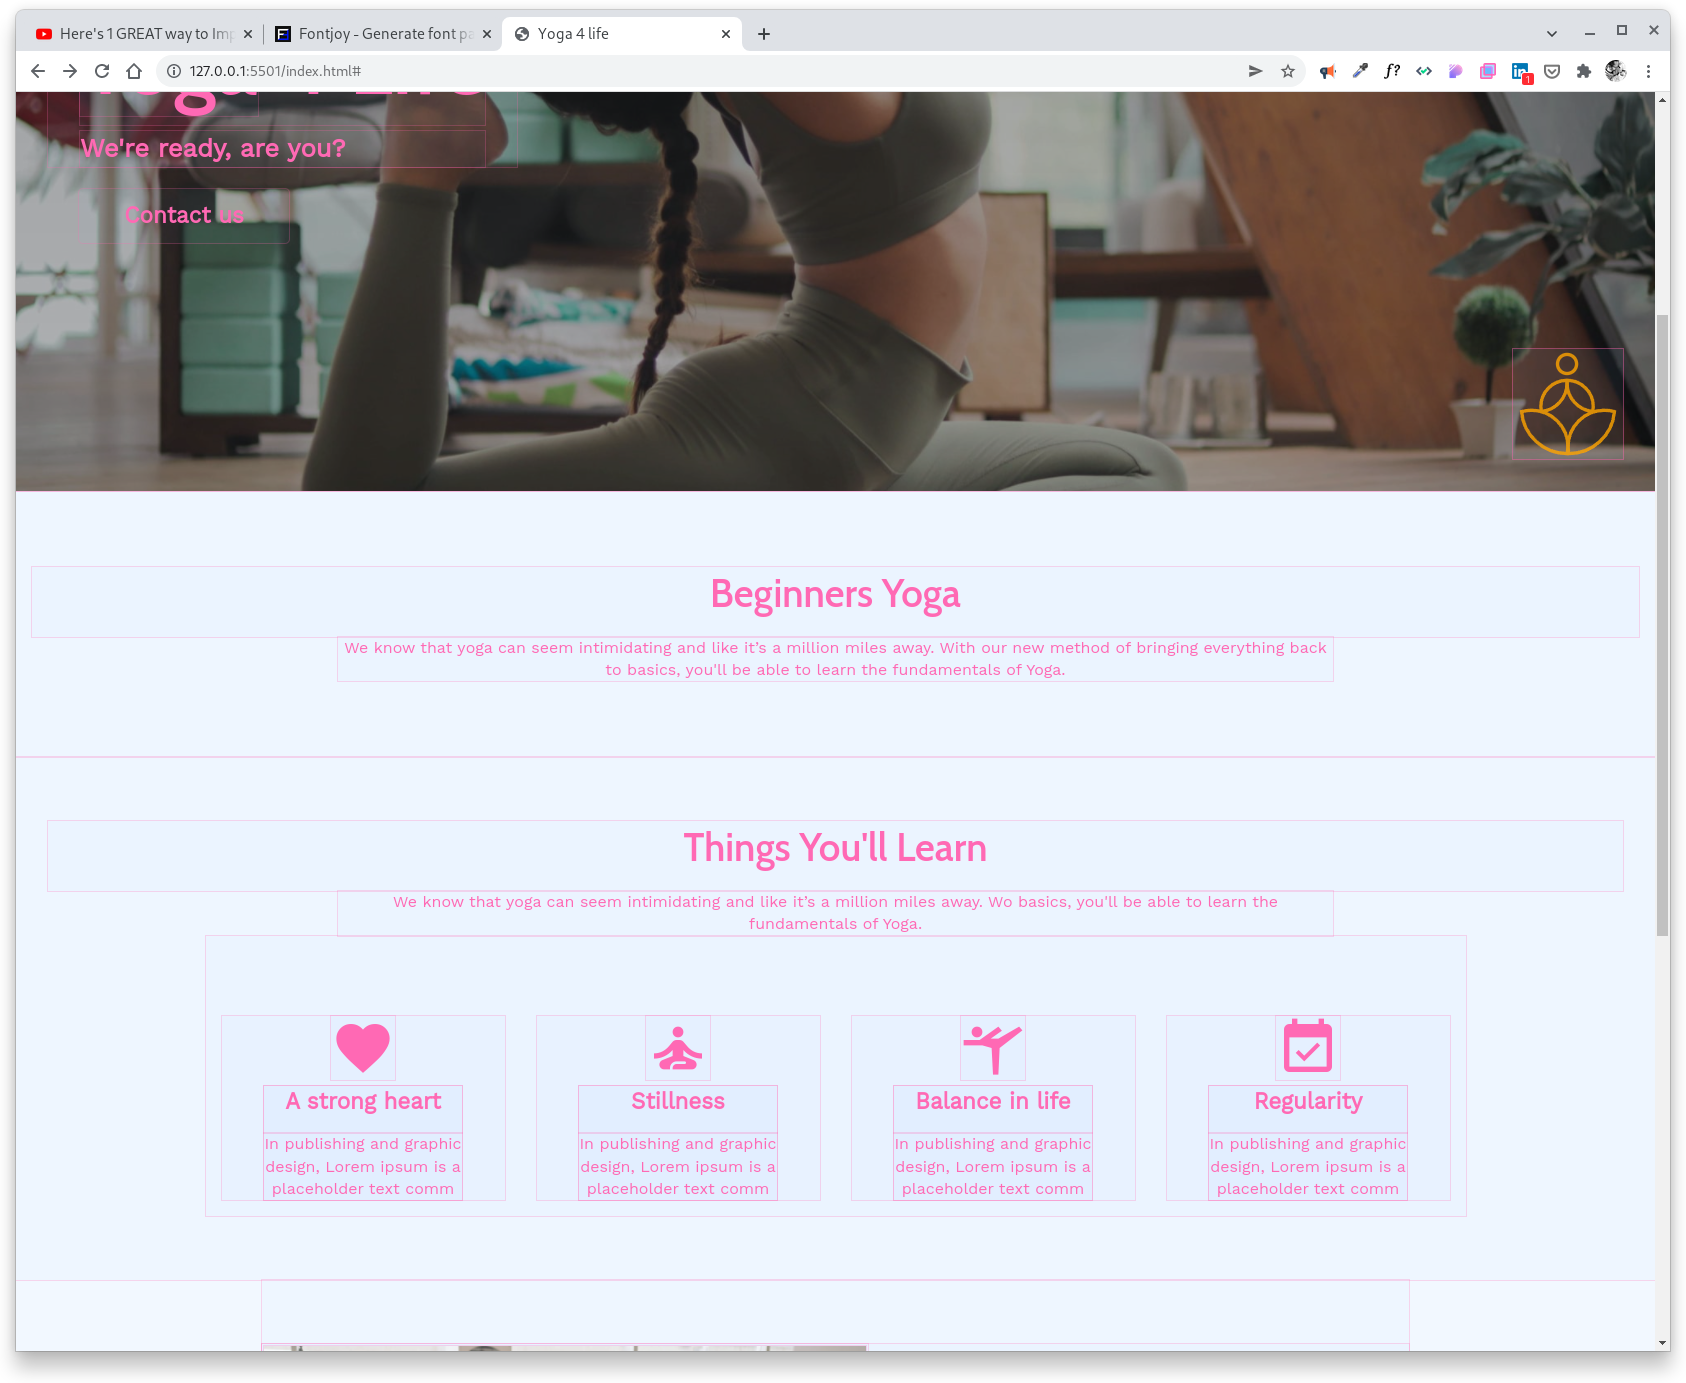 Here's 1 GREAT way to Imp
Fontjoy - Generate font pa
Yoga 4 life
127.0.0.1:5501/index.html#
f?
in
1
We're ready, are you?
Contact us
Beginners Yoga
We know that yoga can seem intimidating and like it’s a million miles away. With our new method of bringing everything back
to basics, you'll be able to learn the fundamentals of Yoga.
Things You'll Learn
We know that yoga can seem intimidating and like it’s a million miles away. Wo basics, you'll be able to learn the
fundamentals of Yoga.
A strong heart
Stillness
Balance in life
Regularity
In publishing and graphic
design, Lorem ipsum is a
placeholder text comm
In publishing and graphic
design, Lorem ipsum is a
placeholder text comm
In publishing and graphic
design, Lorem ipsum is a
placeholder text comm
In publishing and graphic
design, Lorem ipsum is a
placeholder text comm